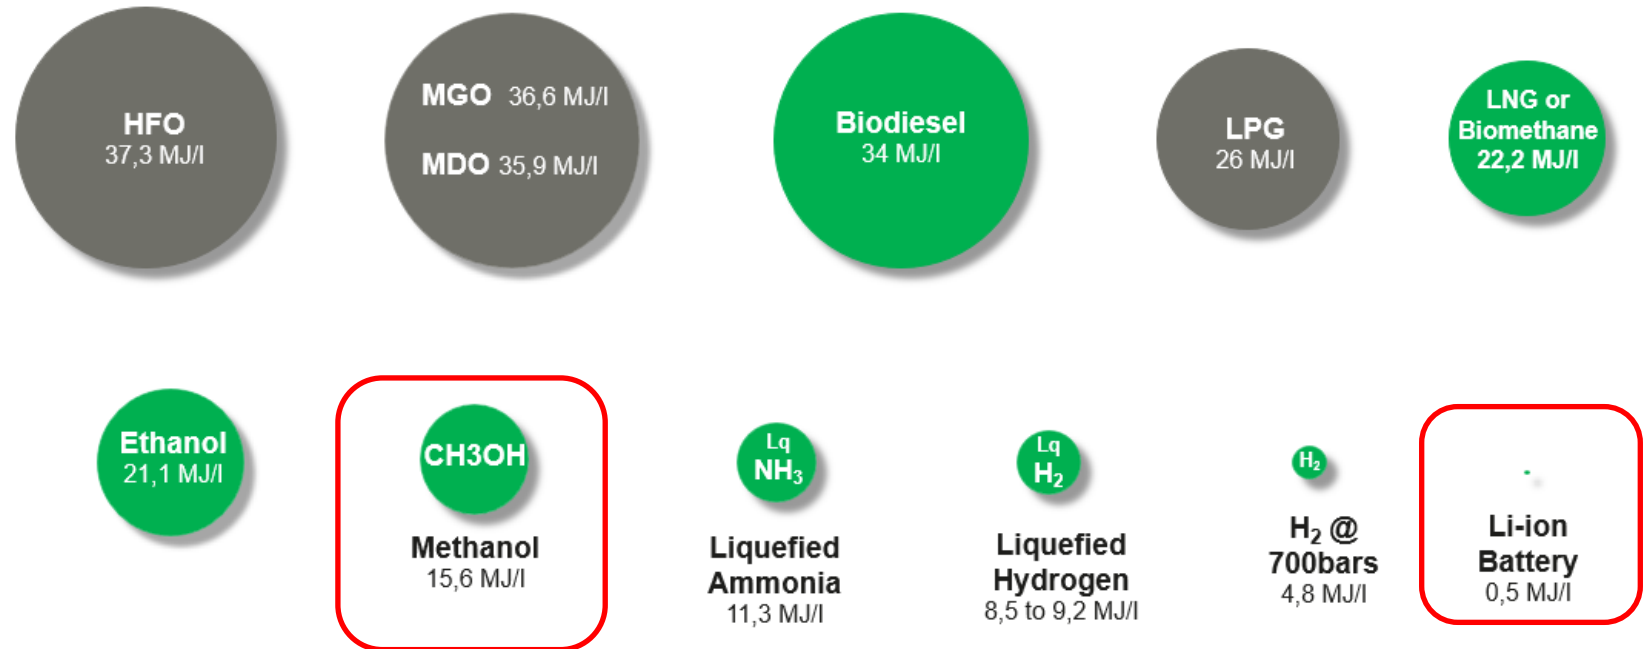 HFO
37,3 MJ/l
MGO 36,6 MJ/l
MDO 35,9 MJ/l
Biodiesel
34 MJ/l
LPG
26 MJ/l
LNG or
Biomethane
22,2 MJ/l
Ethanol
21,1 MJ/l
CH3OH
Methanol
15,6 MJ/l
Lq
NH₃
Liquefied
Ammonia
11,3 MJ/l
Lq
H₂
Liquefied
Hydrogen
8,5 to 9,2 MJ/l
H₂
H₂ @
700bars
4,8 MJ/l
Li-ion
Battery
0,5 MJ/l